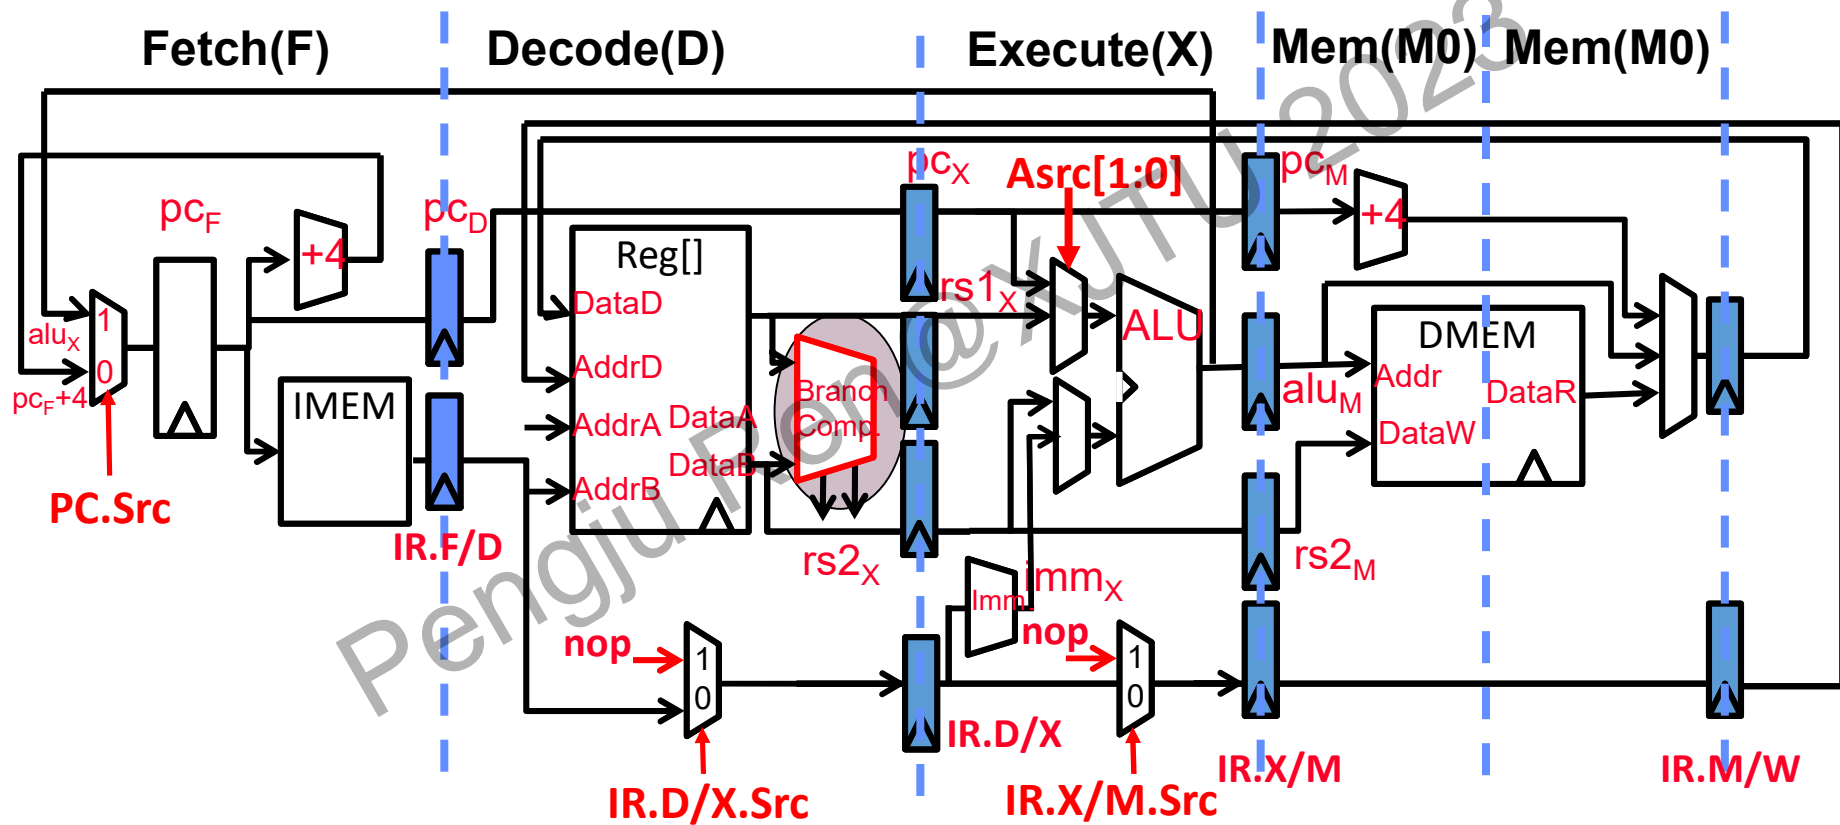 Fetch(F)
Decode(D)
Execute(X)
Mem(M0)
Mem(M0)
pcF
pcD
pcX
Asrc[1:0]
pcM
+4
+4
Reg[]
DataD
AddrD
AddrA
AddrB
DataA
DataB
Branch
Comp.
rs1X
ALU
1
0
aluX
pcF+4
PC.Src
IMEM
IR.F/D
rs2X
Imm.
immX
aluM
DMEM
Addr
DataR
DataW
rs2M
nop
1
0
nop
1
0
IR.D/X
IR.D/X.Src
IR.X/M.Src
IR.X/M
IR.M/W
Pengju Ren@XJTU 2023